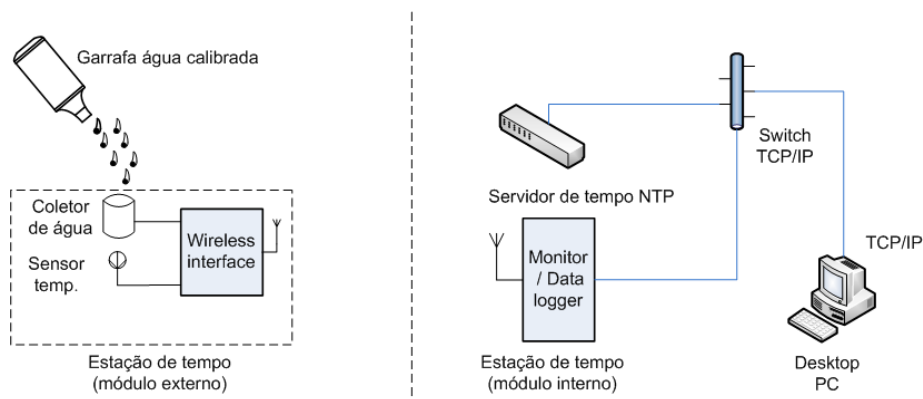 Garrafa água calibrada
Coletor
de água
Sensor
temp.
Wireless
interface
Estação de tempo
(módulo externo)
Servidor de tempo NTP
Switch
TCP/IP
Monitor
/ Data
logger
Estação de tempo
(módulo interno)
TCP/IP
Desktop
PC